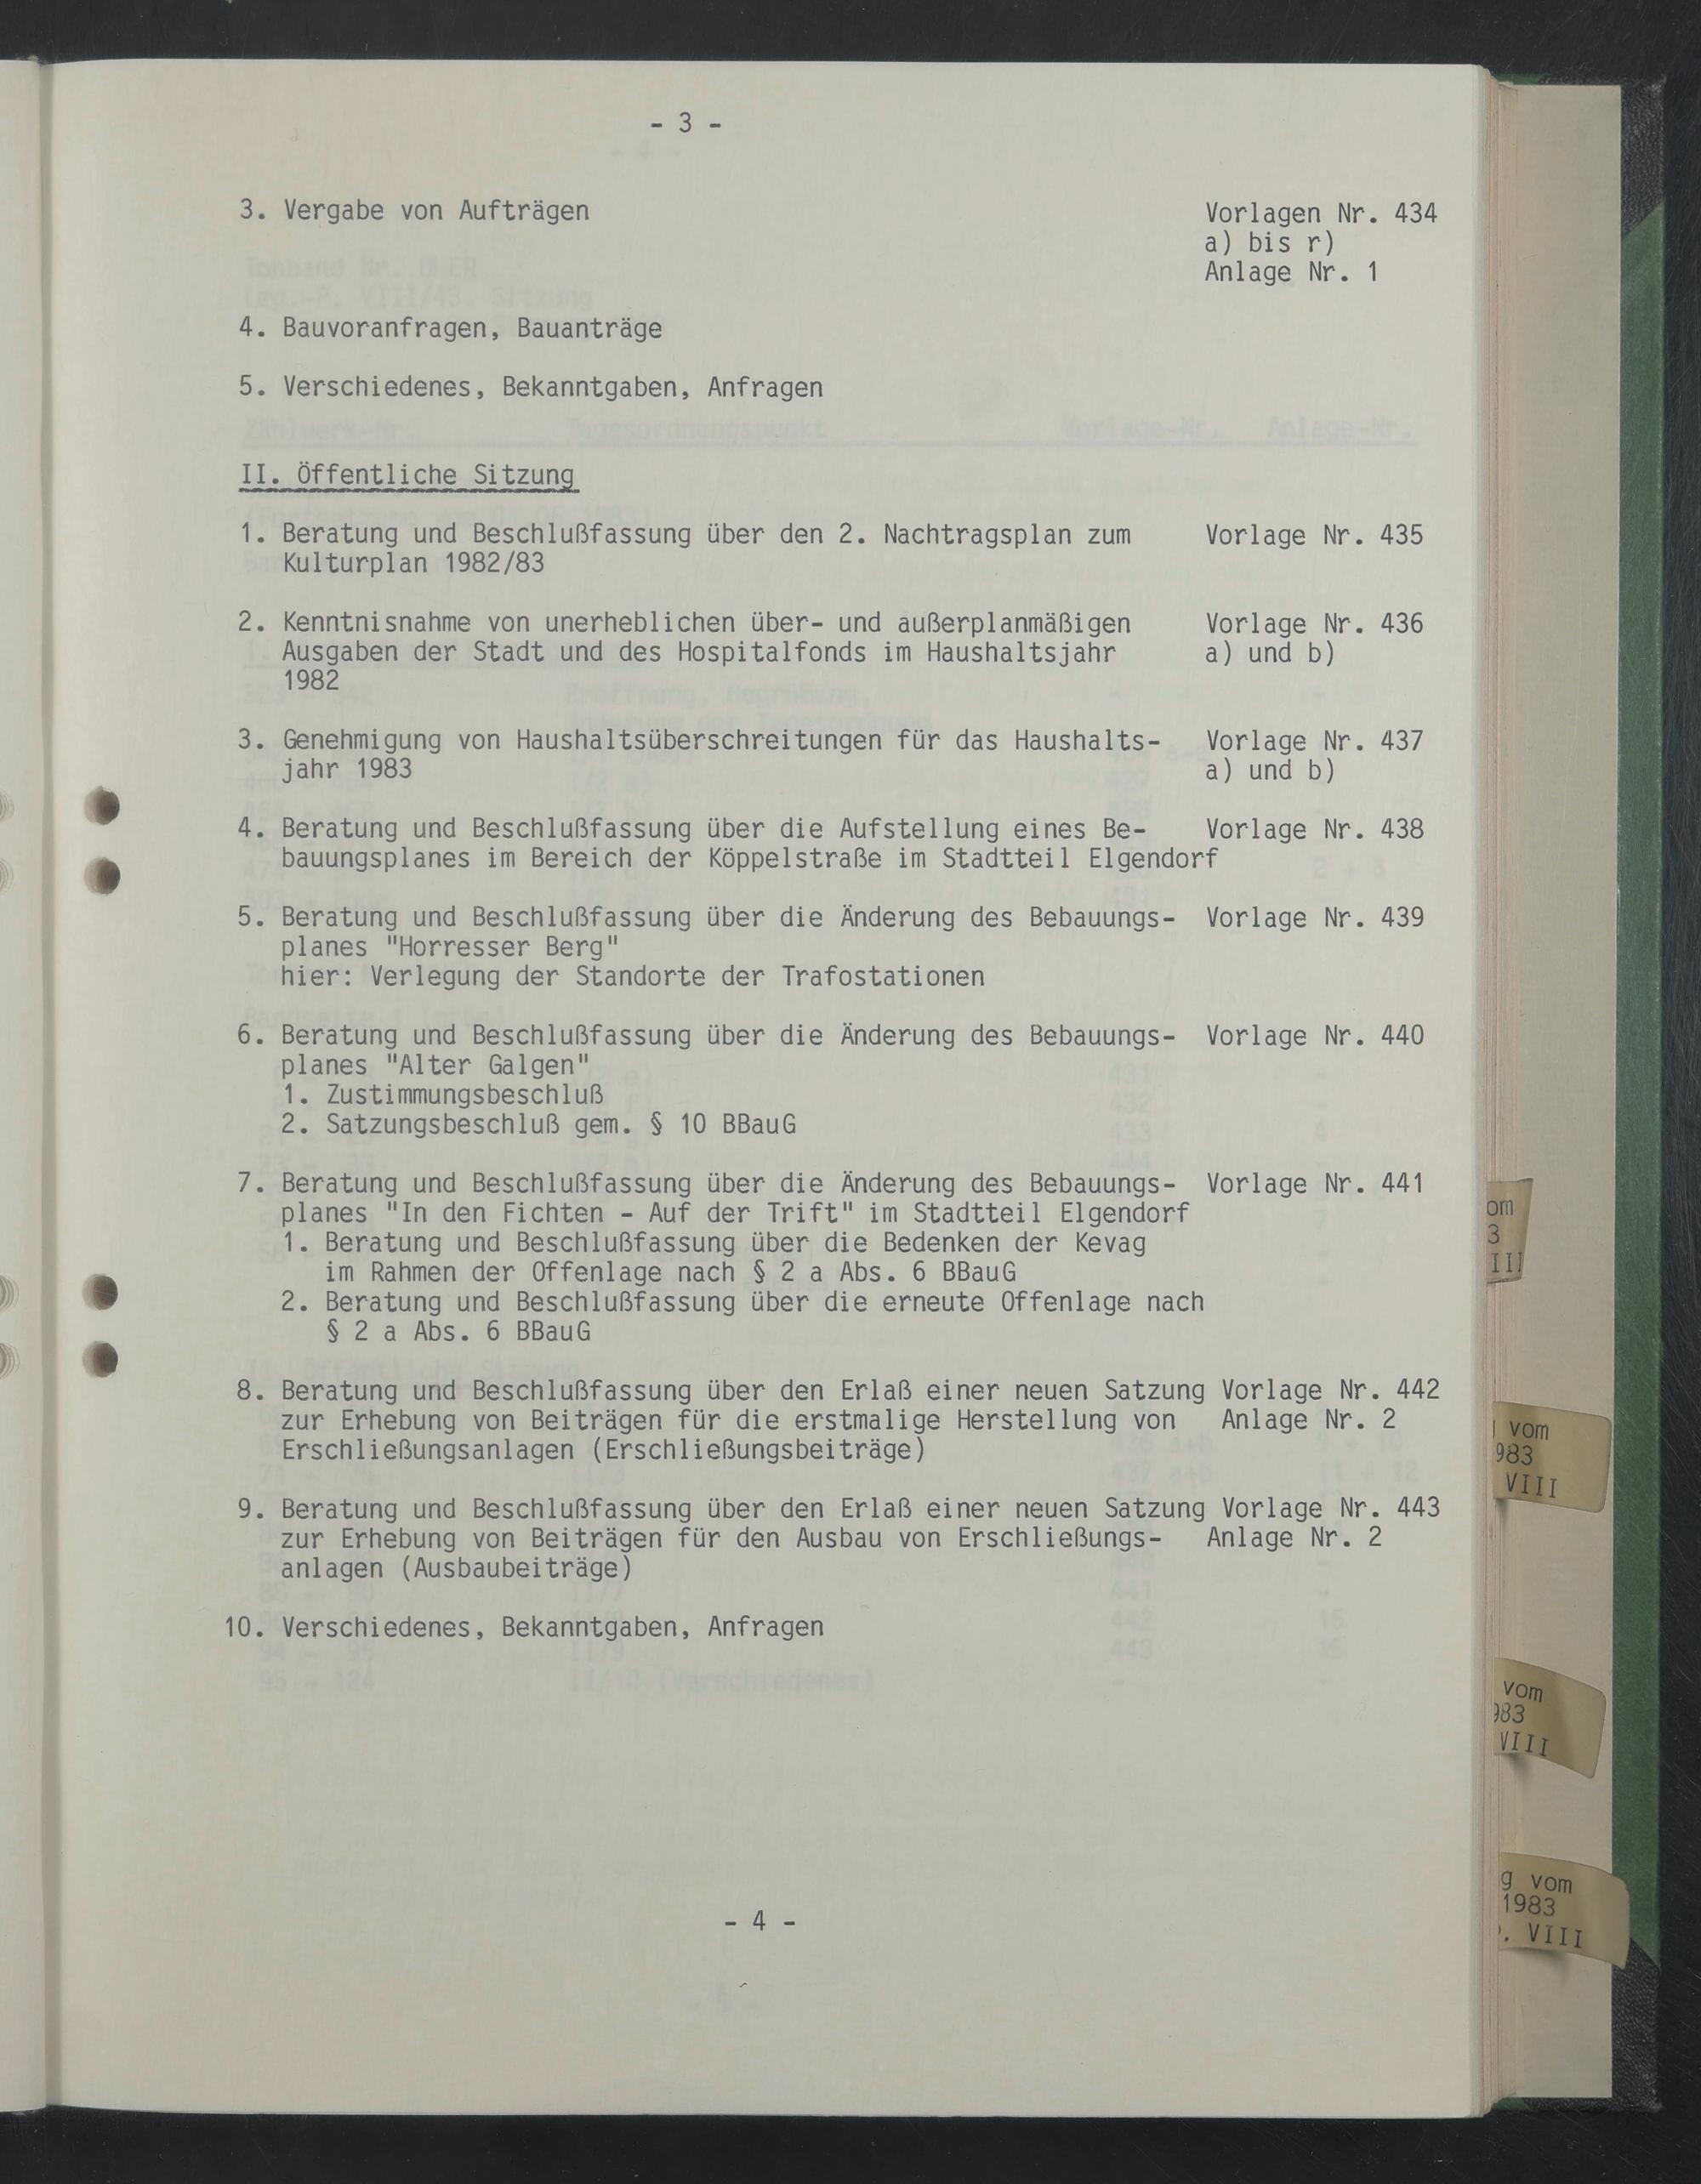 - 3 -
3. Vergabe von Aufträgen Vorlagen Nr. 434
a) bis r)
Anlage Nr. 1
4. Bauvoranfragen, Bauanträge
5. Verschiedenes, Bekanntgaben, Anfragen
II. Öffentliche Sitzung
1. Beratung und Beschlußfassung über den 2. Nachtragsplan zum Vorlage Nr. 435
Kulturplan 1982/83
2. Kenntnisnahme von unerheblichen über- und außerplanmäßigen Vorlage Nr. 436
Ausgaben der Stadt und des Hospitalfonds im Haushaltsjahr a) und b)
1982
3. Genehmigung von Haushaltsüberschreitungen für das Haushalts- Vorlage Nr. 437
jahr 1983 a) und b)
4. Beratung und Beschlußfassung über die Aufstellung eines Be- Vorlage Nr. 438
bauungsplanes im Bereich der Köppelstraße im Stadtteil Elgendorf
5. Beratung und Beschlußfassung über die Änderung des Bebauungs- Vorlage Nr. 439
planes "Horresser Berg"
hier: Verlegung der Standorte der Trafostationen
6. Beratung und Beschlußfassung über die Änderung des Bebauungs- Vorlage Nr. 440
planes "Alter Galgen"
1. Zustimmungsbeschluß
2. Satzungsbeschluß gem. § 10 BBauG
7. Beratung und Beschlußfassung über die Änderung des Bebauungs- Vorlage Nr. 441
planes "In den Fichten - Auf der Trift" im Stadtteil Elgendorf
1. Beratung und Beschlußfassung über die Bedenken der Kevag
im Rahmen der Offenlage nach § 2 a Abs. 6 BBauG
2. Beratung und Beschlußfassung über die erneute Offenlage nach
§ 2 a Abs. 6 BBauG
8. Beratung und Beschlußfassung über den Erlaß einer neuen Satzung Vorlage Nr. 442
zur Erhebung von Beiträgen für die erstmalige Herstellung von Anlage Nr. 2
Erschließungsanlagen (Erschließungsbeiträge)
9. Beratung und Beschlußfassung über den Erlaß einer neuen Satzung Vorlage Nr. 443
zur Erhebung von Beiträgen für den Ausbau von Erschließungs- Anlage Nr. 2
anlagen (Ausbaubeiträge)
10. Verschiedenes, Bekanntgaben, Anfragen
- 4 -
vom
983
VIII
vom
983
VIII
g vom
1983
. VIII